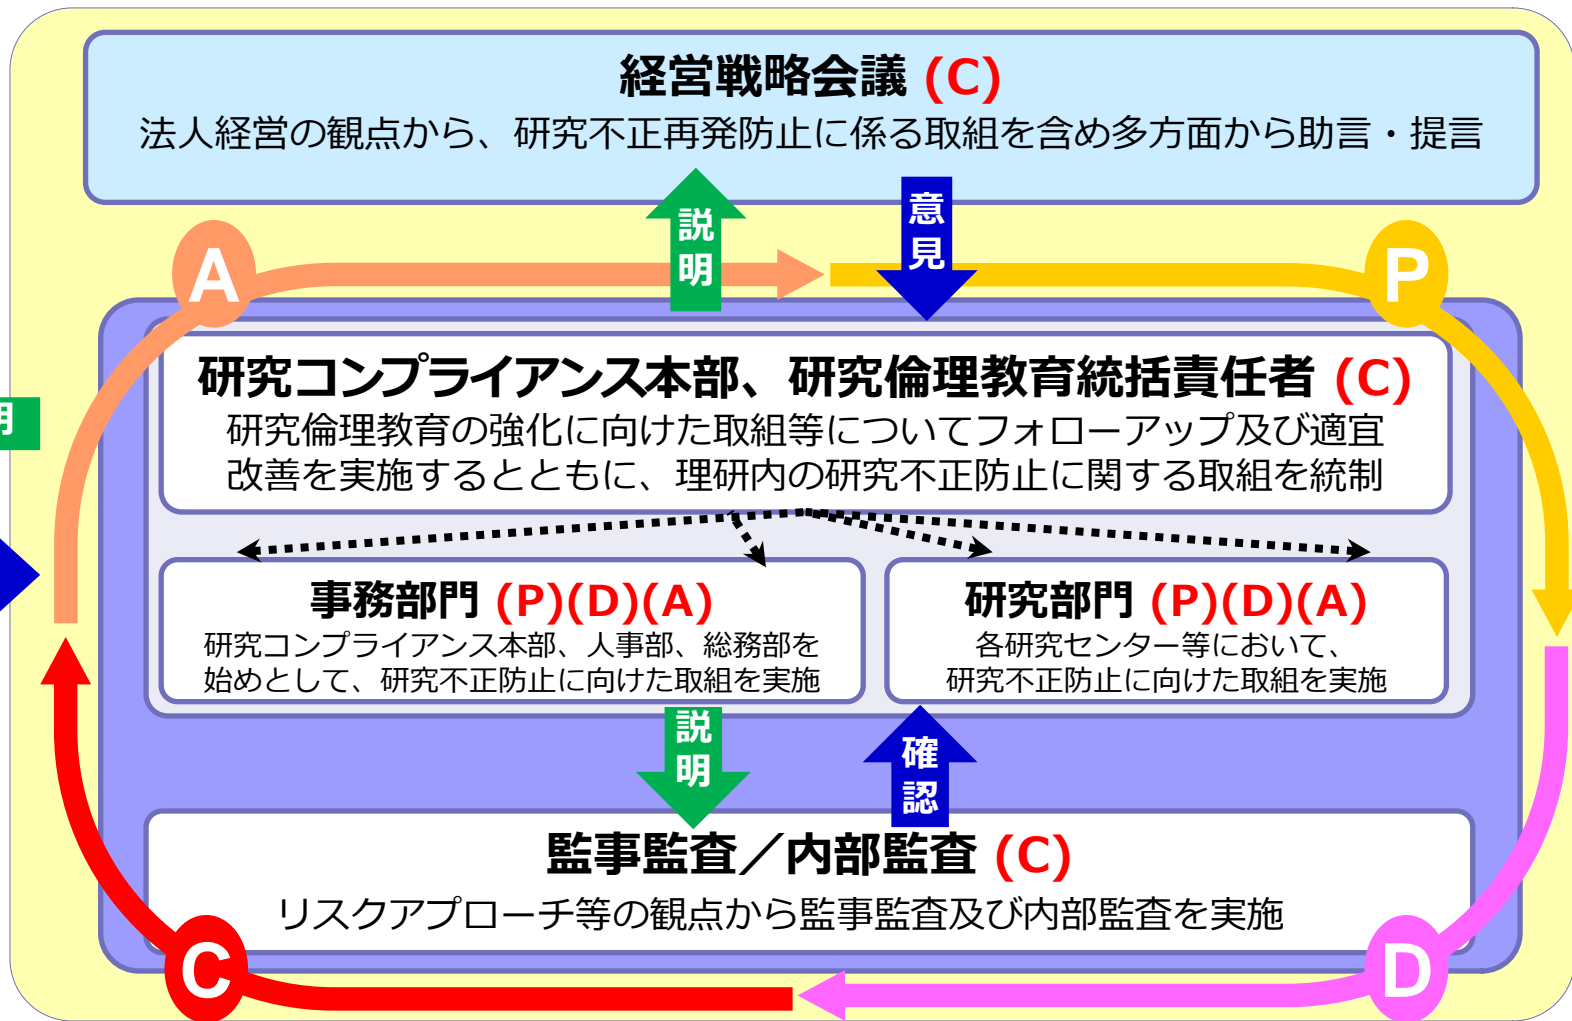 経営戦略会議 (C)
法人経営の観点から、研究不正再発防止に係る取組を含め多方面から助言・提言
説明
意見
A
P
研究コンプライアンス本部、研究倫理教育統括責任者 (C)
研究倫理教育の強化に向けた取組等についてフォローアップ及び適宜
改善を実施するとともに、理研内の研究不正防止に関する取組を統制
事務部門 (P)(D)(A)
研究コンプライアンス本部、人事部、総務部を
始めとして、研究不正防止に向けた取組を実施
研究部門 (P)(D)(A)
各研究センター等において、
研究不正防止に向けた取組を実施
説明
確認
監事監査／内部監査 (C)
リスクアプローチ等の観点から監事監査及び内部監査を実施
C
D